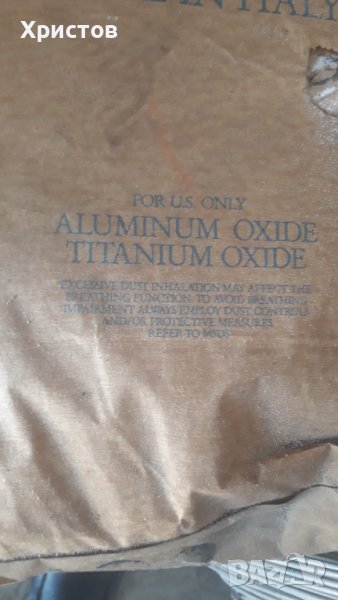 Христов
IN ITALY
FOR U.S. ONLY
ALUMINUM OXIDE
TITANIUM OXIDE
EXCESSIVE DUST INHALATION MAY AFFECT THE
BREATHING FUNCTION. TO AVOID BREATHING
IMPAIRMENT ALWAYS EMPLOY DUST CONTROLS
AND/OR PROTECTIVE MEASURES.
REFER TO MSDS
BAZAR